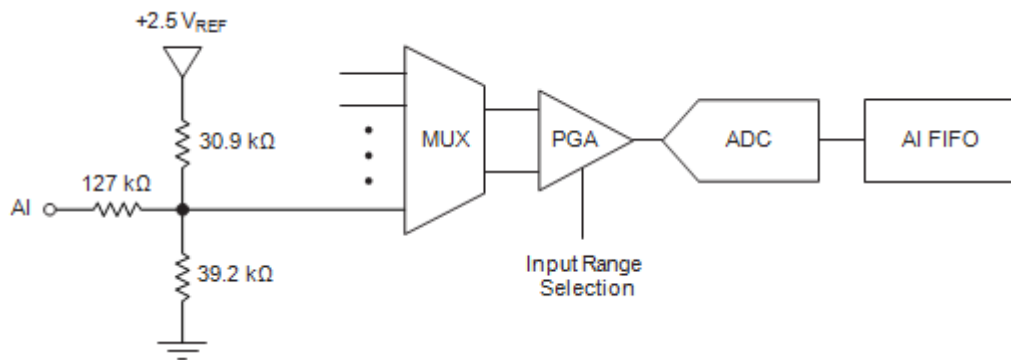 +2.5 VREF
30.9 kΩ
127 kΩ
AI
39.2 kΩ
MUX
PGA
ADC
AI FIFO
Input Range
Selection